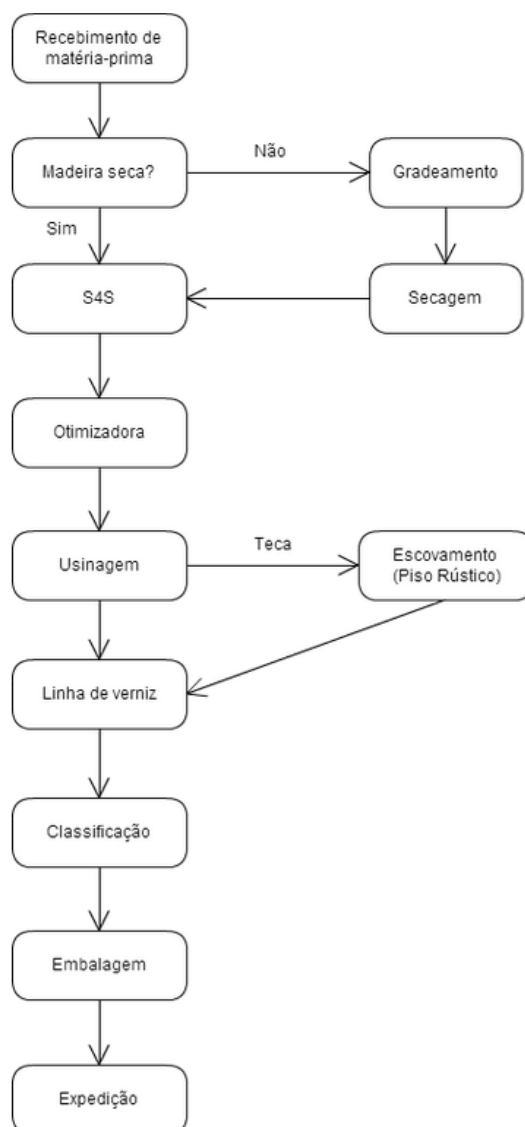 Recebimento de
matéria-prima
Não
Madeira seca?
Gradeamento
Sim
S4S
Secagem
Otimizadora
Teca
Usinagem
Escovamento
(Piso Rústico)
Linha de verniz
Classificação
Embalagem
Expedição